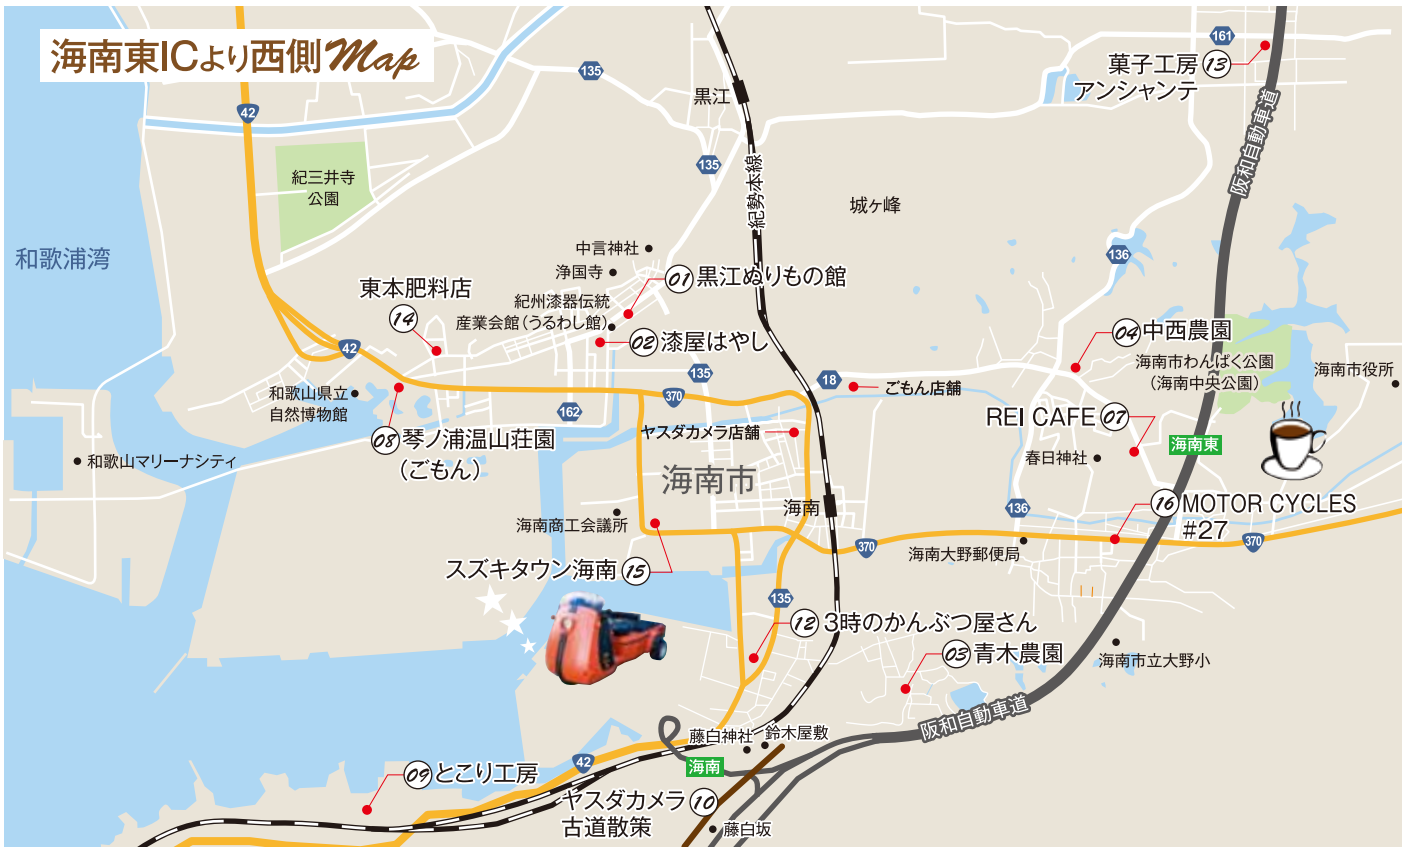 海南東ICより西側Map
161
13
菓子工房
アンシャンテ
135
42
黒江
阪和自動車道
135
紀三井寺
公園
紀勢本線
城ヶ峰
和歌浦湾
中言神社
136
浄国寺
01 黒江ぬりもの館
東本肥料店
14
紀州漆器伝統
産業会館(うるわし館)
02 漆屋はやし
04 中西農園
42
海南市わんぱく公園
(海南中央公園)
海南市役所
135
18
ごもん店舗
和歌山県立
自然博物館
370
162
REI CAFE 07
08 琴ノ浦温山荘園
(ごもん)
ヤスダカメラ店舗
海南東
和歌山マリーナシティ
春日神社
海南市
海南
136
16 MOTOR CYCLES
#27
海南商工会議所
370
海南大野郵便局
370
スズキタウン海南 15
135
12 3時のかんぶつ屋さん
03 青木農園
海南市立大野小
阪和自動車道
藤白神社
鈴木屋敷
42
海南
09 とこり工房
ヤスダカメラ
古道散策
10
藤白坂